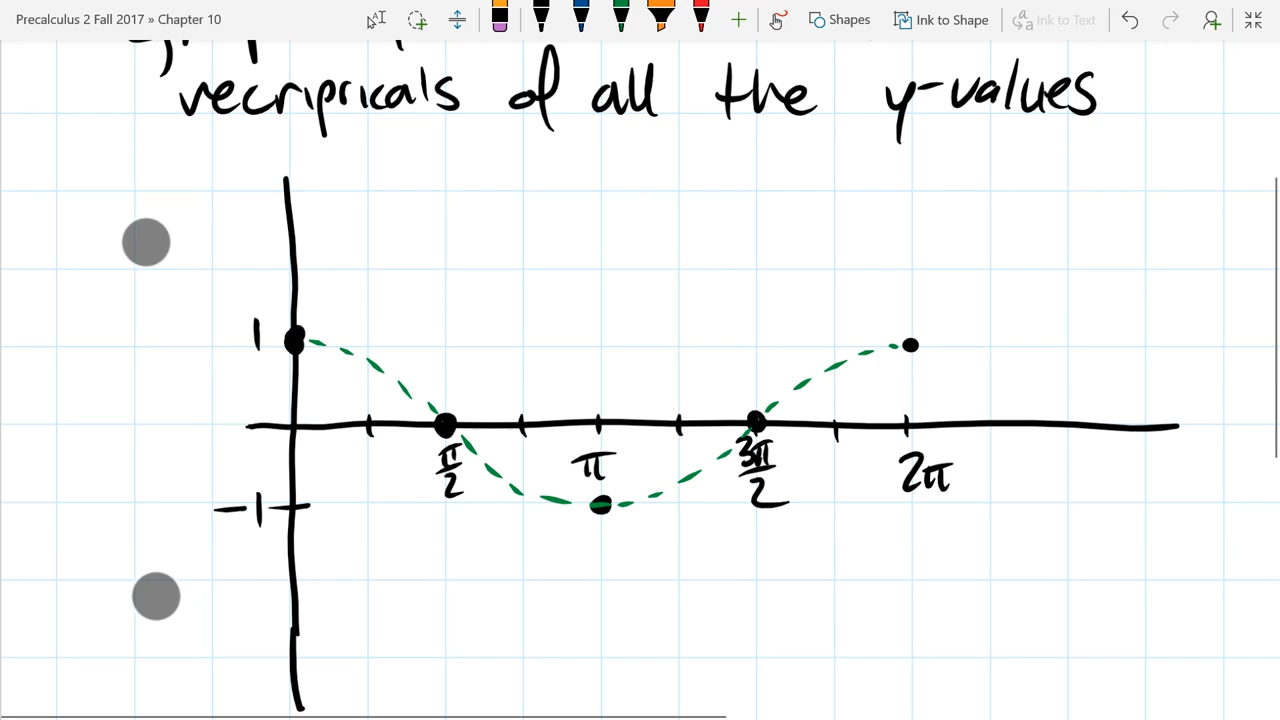 Precalculus 2 Fall 2017 » Chapter 10
Shapes
Ink to Shape
Ink to Text
recripricals of all the y-values
1
π/2
π
3π/2
2π
-1